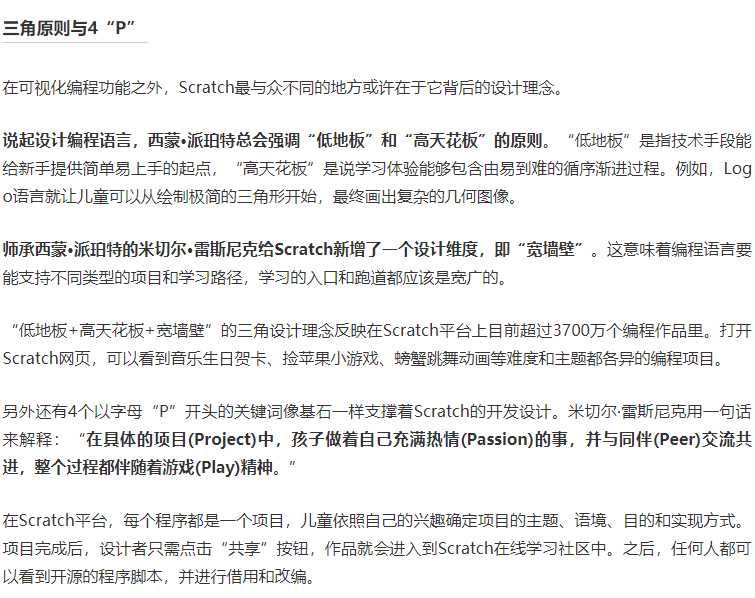 三角原则与4“P”
在可视化编程功能之外，Scratch最与众不同的地方或许在于它背后的设计理念。
说起设计编程语言，西蒙·派珀特总会强调“低地板”和“高天花板”的原则。“低地板”是指技术手段能
给新手提供简单易上手的起点，“高天花板”是说学习体验能够包含由易到难的循序渐进过程。例如，Log
o语言就让儿童可以从绘制极简的三角形开始，最终画出复杂的几何图像。
师承西蒙·派珀特的米切尔·雷斯尼克给Scratch新增了一个设计维度，即“宽墙壁”。这意味着编程语言要
能支持不同类型的项目和学习路径，学习的入口和跑道都应该是宽广的。
“低地板+高天花板+宽墙壁”的三角设计理念反映在Scratch平台上目前超过3700万个编程作品里。打开
Scratch网页，可以看到音乐生日贺卡、捡苹果小游戏、螃蟹跳舞动画等难度和主题都各异的编程项目。
另外还有4个以字母“P”开头的关键词像基石一样支撑着Scratch的开发设计。米切尔·雷斯尼克用一句话
来解释：“在具体的项目(Project)中，孩子做着自己充满热情(Passion)的事，并与同伴(Peer)交流共
进，整个过程都伴随着游戏(Play)精神。”
在Scratch平台，每个程序都是一个项目，儿童依照自己的兴趣确定项目的主题、语境、目的和实现方式。
项目完成后，设计者只需点击“共享”按钮，作品就会进入到Scratch在线学习社区中。之后，任何人都可
以看到开源的程序脚本，并进行借用和改编。